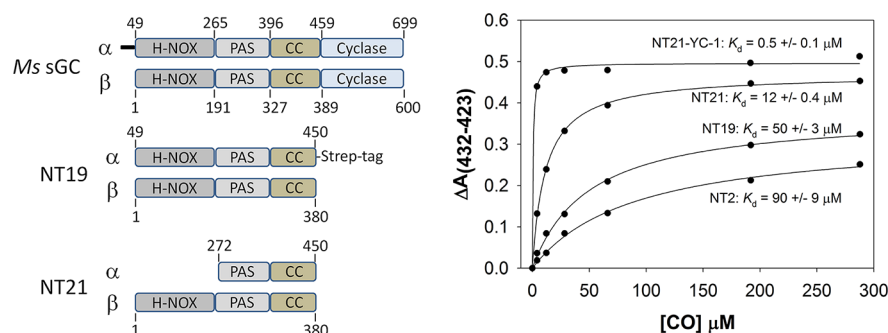 49 265 396 459 699
α H-NOX PAS CC Cyclase
Ms sGC
β H-NOX PAS CC Cyclase
1 191 327 389 600
49 450
α H-NOX PAS CC -Strep-tag
NT19
β H-NOX PAS CC
1 380
272 450
α PAS CC
NT21
β H-NOX PAS CC
1 380
ΔA(432-423)
0.6
0.5
0.4
0.3
0.2
0.1
0.0
NT21-YC-1: Kd = 0.5 +/- 0.1 μM
NT21: Kd = 12 +/- 0.4 μM
NT19: Kd = 50 +/- 3 μM
NT2: Kd = 90 +/- 9 μM
0 50 100 150 200 250 300
[CO] μM